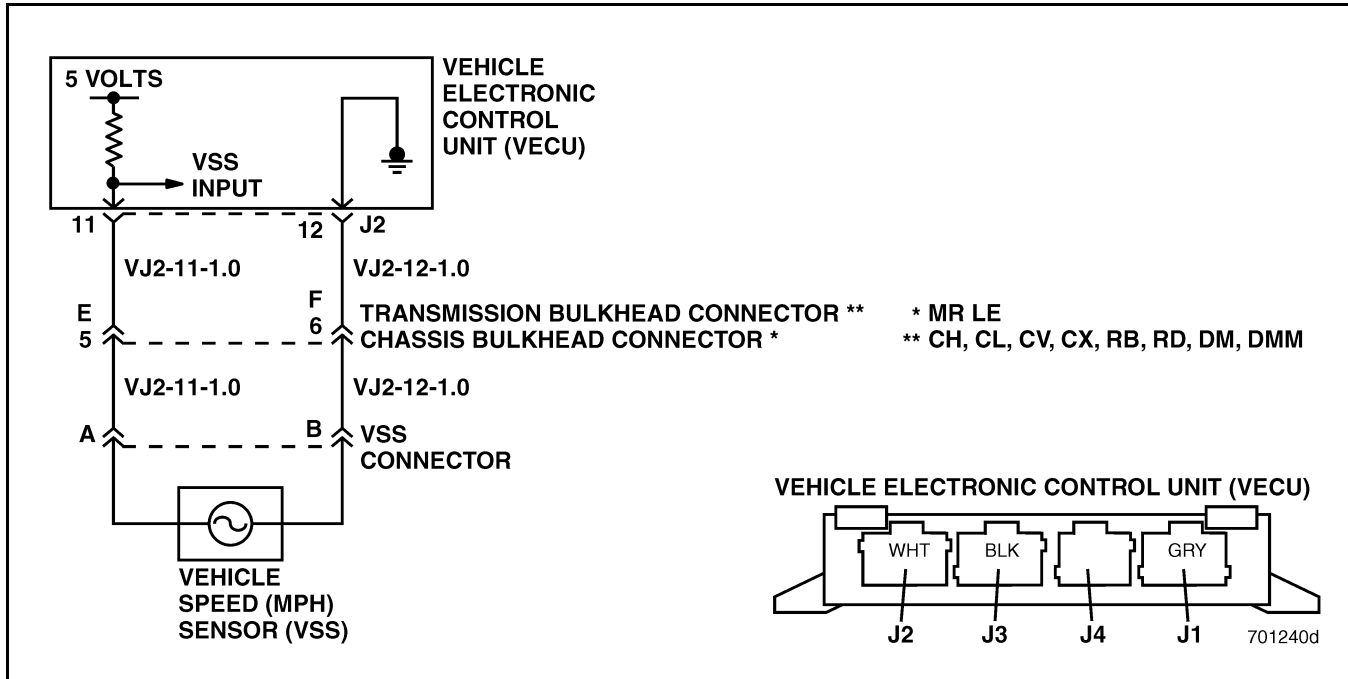 5 VOLTS
VEHICLE
ELECTRONIC
CONTROL
UNIT (VECU)
VSS
INPUT
11
12
J2
VJ2-11-1.0
VJ2-12-1.0
E
F
TRANSMISSION BULKHEAD CONNECTOR **
* MR LE
5
6
CHASSIS BULKHEAD CONNECTOR *
** CH, CL, CV, CX, RB, RD, DM, DMM
VJ2-11-1.0
VJ2-12-1.0
A
B
VSS
CONNECTOR
VEHICLE
SPEED (MPH)
SENSOR (VSS)
VEHICLE ELECTRONIC CONTROL UNIT (VECU)
WHT
BLK
GRY
J2
J3
J4
J1
701240d